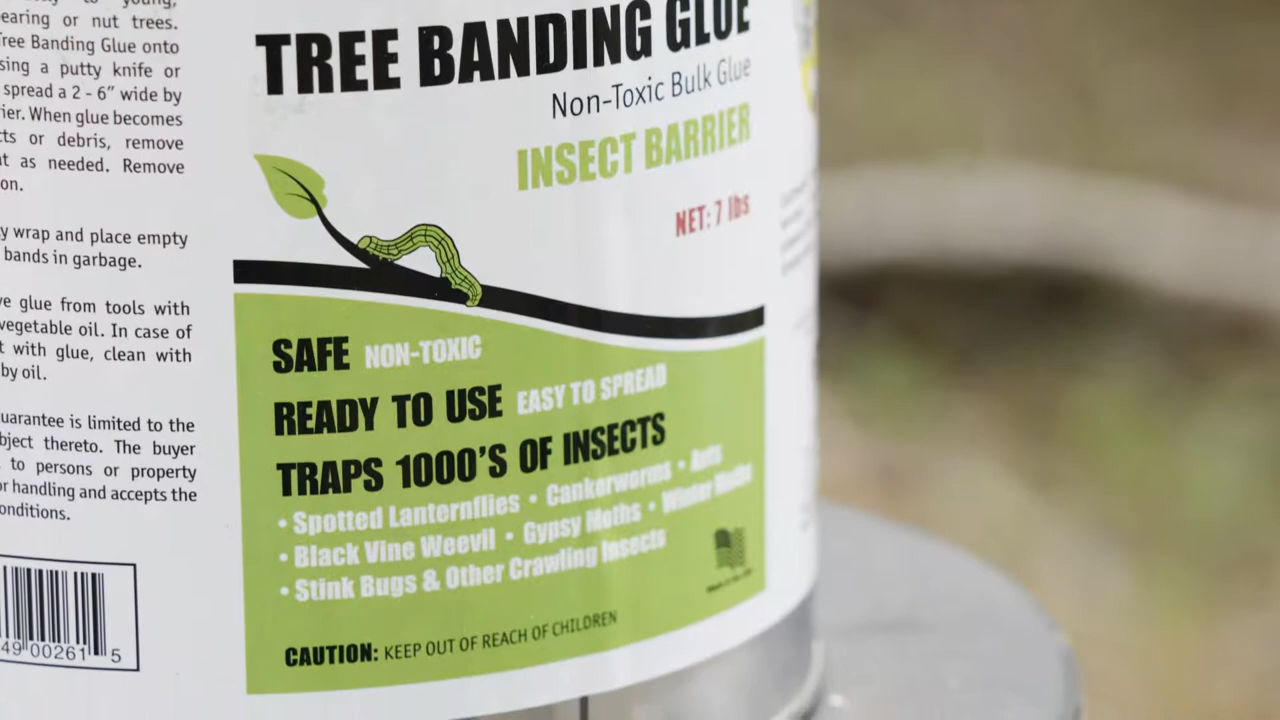 to young,
earing or nut trees.
Tree Banding Glue onto
sing a putty knife or
spread a 2 - 6" wide by
ier. When glue becomes
ts or debris, remove
t as needed. Remove
on.
y wrap and place empty
bands in garbage.
ve glue from tools with
vegetable oil. In case of
t with glue, clean with
by oil.
uarantee is limited to the
bject thereto. The buyer
to persons or property
or handling and accepts the
onditions.
49 00261 5
TREE BANDING GLUE
Non-Toxic Bulk Glue
INSECT BARRIER
NET: 7 lbs
SAFE NON-TOXIC
READY TO USE EASY TO SPREAD
TRAPS 1000'S OF INSECTS
• Spotted Lanternflies • Cankerworms • Ants
• Black Vine Weevil • Gypsy Moths • Winter Moths
• Stink Bugs & Other Crawling Insects
CAUTION: KEEP OUT OF REACH OF CHILDREN